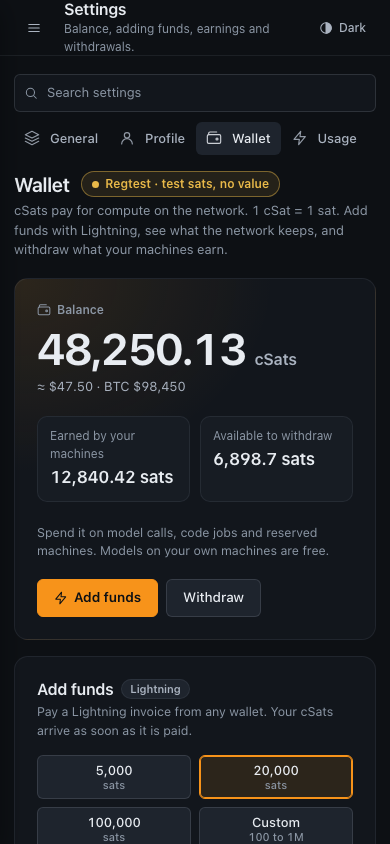 Settings
Balance, adding funds, earnings and
withdrawals.
Dark
Search settings
General
Profile
Wallet
Usage
Wallet
Regtest · test sats, no value
cSats pay for compute on the network. 1 cSat = 1 sat. Add
funds with Lightning, see what the network keeps, and
withdraw what your machines earn.
Balance
48,250.13 cSats
≈ $47.50 · BTC $98,450
Earned by your
machines
12,840.42 sats
Available to withdraw
6,898.7 sats
Spend it on model calls, code jobs and reserved
machines. Models on your own machines are free.
Add funds
Withdraw
Add funds
Lightning
Pay a Lightning invoice from any wallet. Your cSats
arrive as soon as it is paid.
5,000
sats
20,000
sats
100,000
sats
Custom
100 to 1M